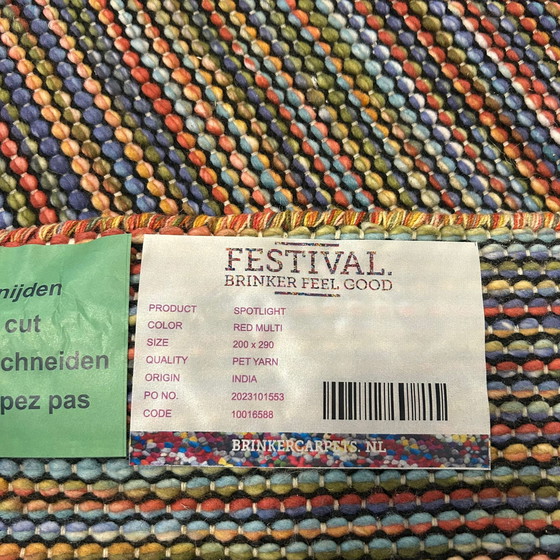 nijden
cut
chneiden
pez pas
FESTIVAL.
BRINKER FEEL GOOD
PRODUCT SPOTLIGHT
COLOR RED MULTI
SIZE 200 x 290
QUALITY PET YARN
ORIGIN INDIA
PO NO. 2023101553
CODE 10016588
BRINKERCARPETS.NL